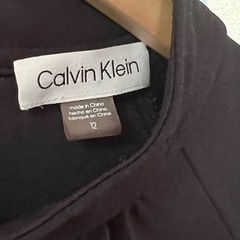 Calvin Klein
made in China
hecho en China
fabriqué en Chine
12